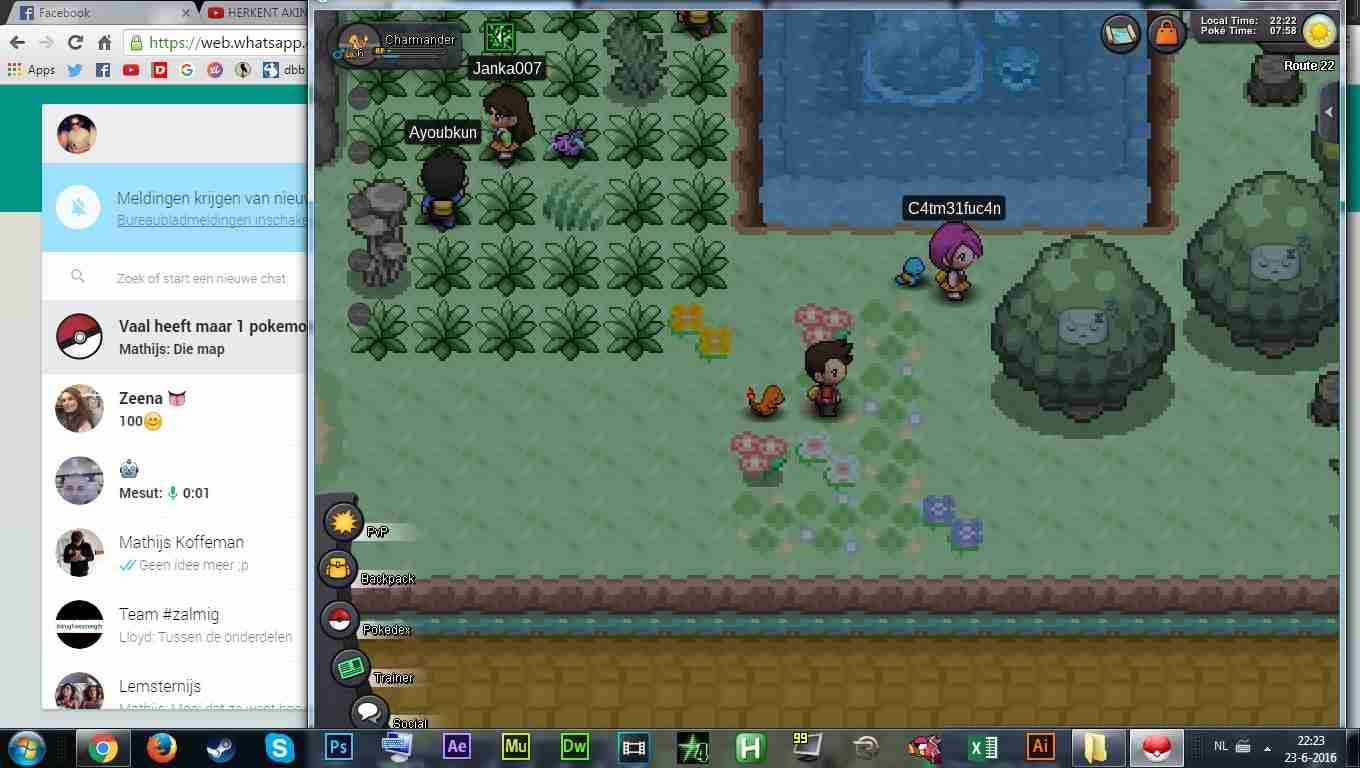 Facebook
HERKENT AKIN
https://web.whatsapp.
Apps
dbb
Meldingen krijgen van nieuw
Bureaubladmeldingen inschake
Zoek of start een nieuwe chat
Vaal heeft maar 1 pokemo
Mathijs: Die map
Zeena
100
Mesut: 0:01
Mathijs Koffeman
Geen idee meer ;p
Team #zalmig
Lloyd: Tussen de onderdelen
Lemsternijs
Charmander
6
Janka007
Ayoubkun
C4tm31fuc4n
Local Time: 22:22
Poké Time: 07:58
Route 22
PvP
Backpack
Pokedex
Trainer
Social
Ps
Ae
Mu
Dw
H
99
Ai
NL
22:23
23-6-2016